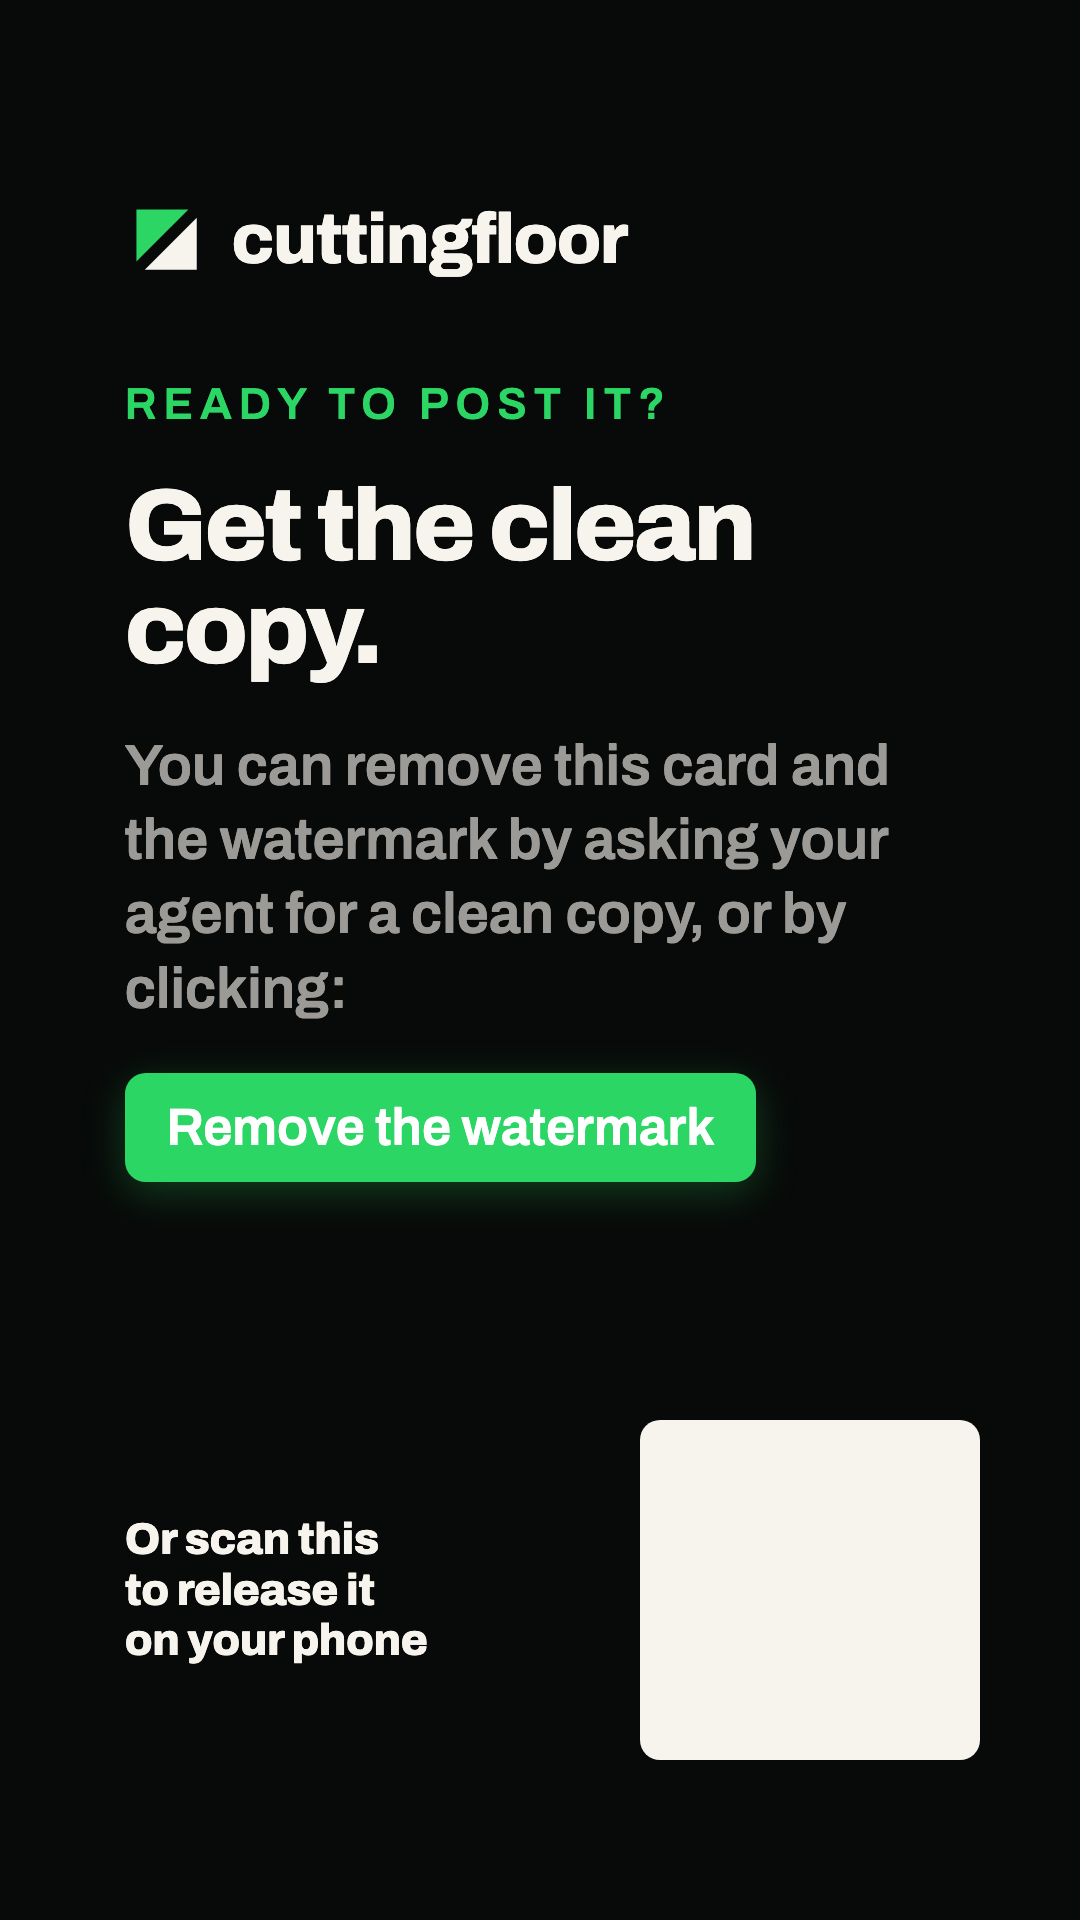 cuttingfloor
READY TO POST IT?
Get the clean
copy.
You can remove this card and
the watermark by asking your
agent for a clean copy, or by
clicking:
Remove the watermark
Or scan this
to release it
on your phone